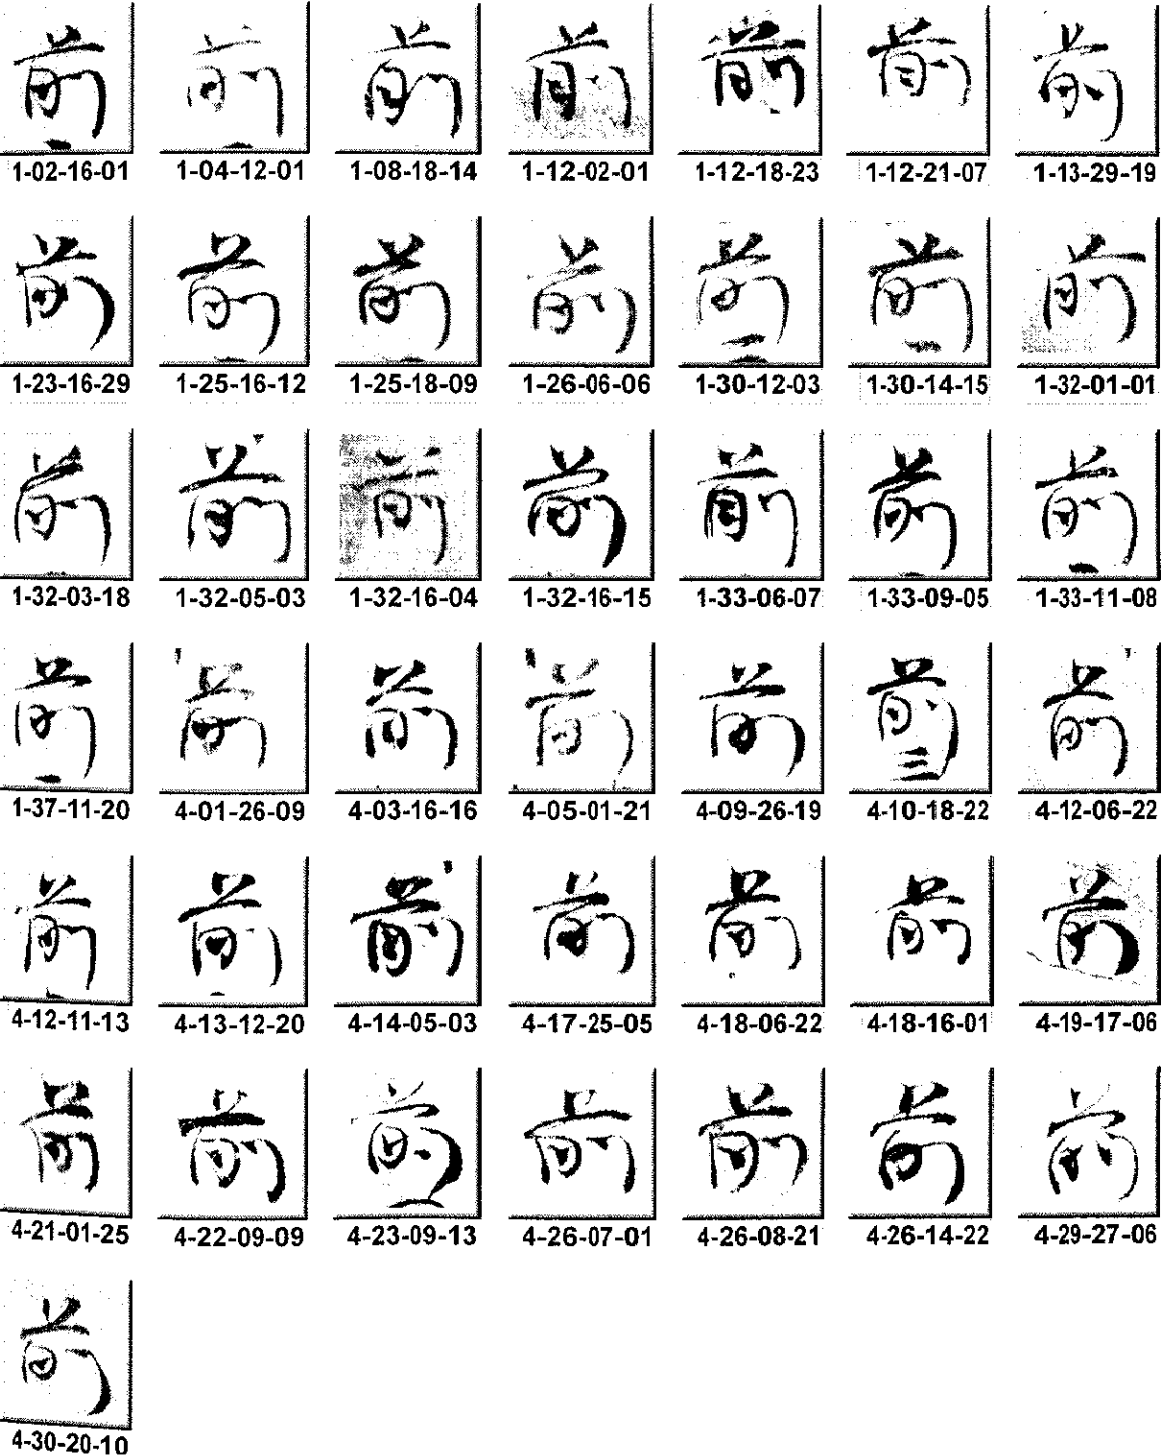 前 前 前 前 前 前 前
1-02-16-01 1-04-12-01 1-08-18-14 1-12-02-01 1-12-18-23 1-12-21-07 1-13-29-19
前 前 前 前 前 前 前
1-23-16-29 1-25-16-12 1-25-18-09 1-26-06-06 1-30-12-03 1-30-14-15 1-32-01-01
前 前 前 前 前 前 前
1-32-03-18 1-32-05-03 1-32-16-04 1-32-16-15 1-33-06-07 1-33-09-05 1-33-11-08
前 前 前 前 前 前 前
1-37-11-20 4-01-26-09 4-03-16-16 4-05-01-21 4-09-26-19 4-10-18-22 4-12-06-22
前 前 前 前 前 前 前
4-12-11-13 4-13-12-20 4-14-05-03 4-17-25-05 4-18-06-22 4-18-16-01 4-19-17-06
前 前 前 前 前 前 前
4-21-01-25 4-22-09-09 4-23-09-13 4-26-07-01 4-26-08-21 4-26-14-22 4-29-27-06
前
4-30-20-10